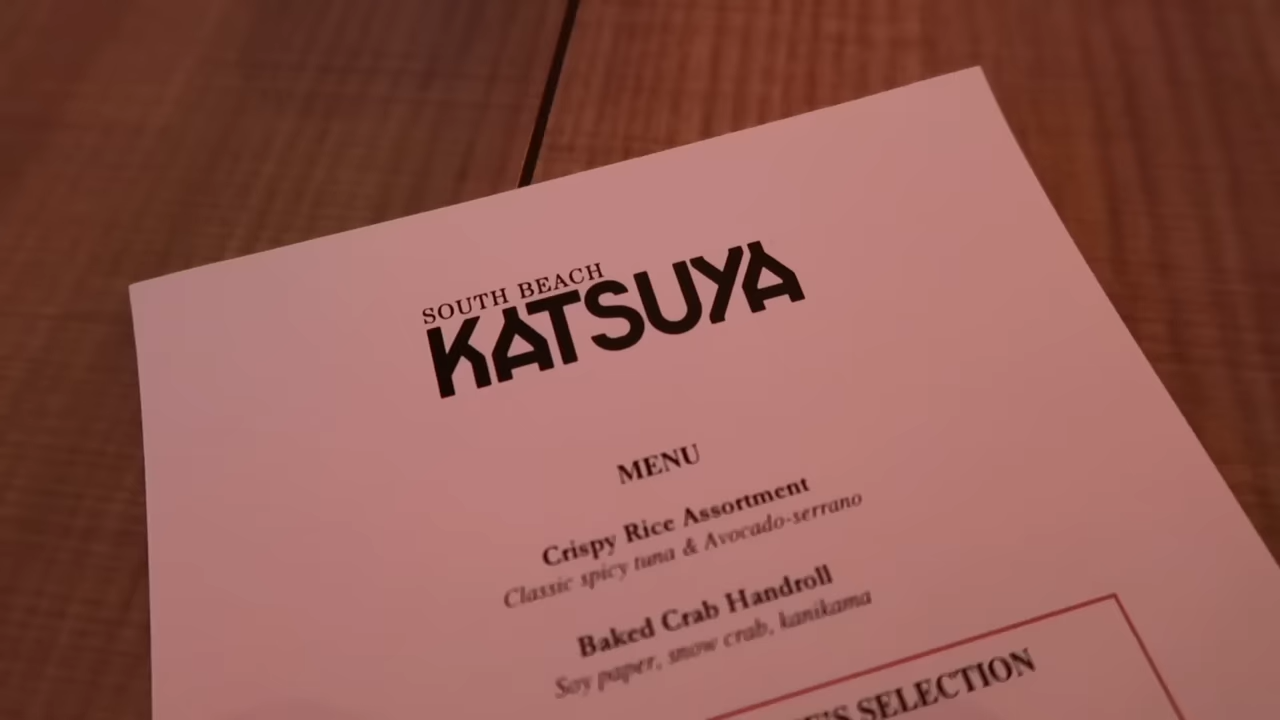 SOUTH BEACH
KATSUYA
MENU
Crispy Rice Assortment
Classic spicy tuna & Avocado-serrano
Baked Crab Handroll
Soy paper, snow crab, kanikama
SELECTION